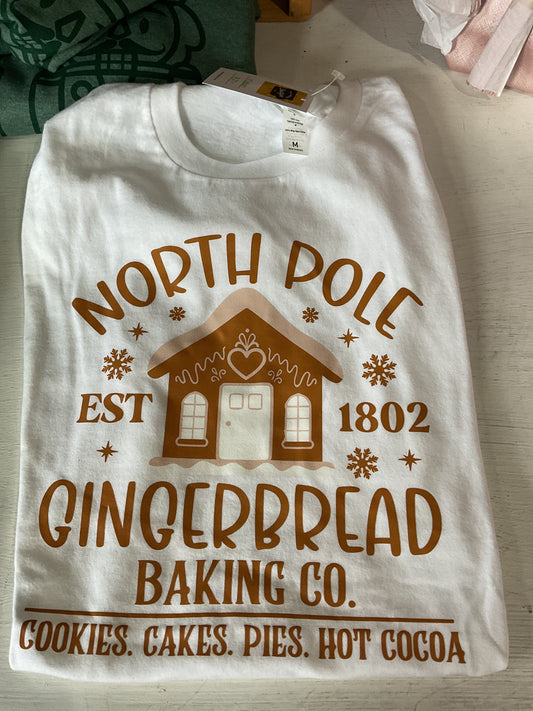 M
NORTH POLE
EST 1802
GINGERBREAD
BAKING CO.
COOKIES. CAKES. PIES. HOT COCOA